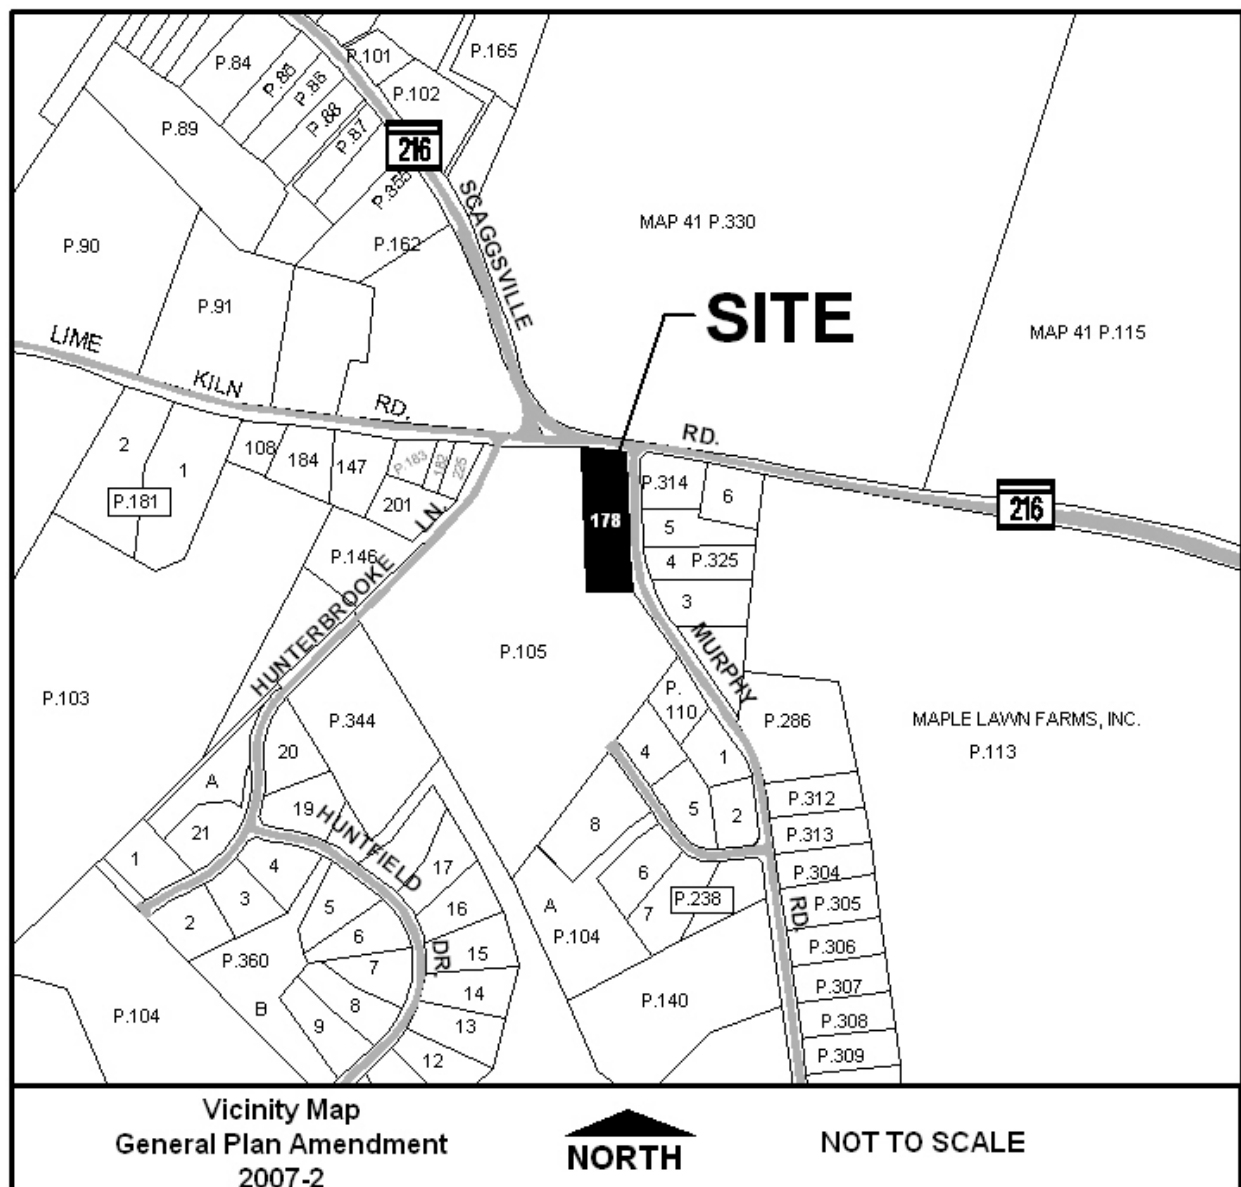 P.101
P.165
P.84
P.85
P.86
P.102
P.88
P.87
P.89
216
P.355
SCAGGSVILLE
MAP 41 P.330
P.90
P.162
P.91
SITE
LIME
MAP 41 P.115
KILN
RD.
RD.
2
1
108
184
147
P.183
182
225
P.314
6
P.181
201
LN.
178
216
5
P.146
4
P.325
HUNTERBROOKE
3
P.105
MURPHY
P.103
P.
110
P.344
P.286
MAPLE LAWN FARMS, INC.
P.113
20
4
1
A
P.312
19
5
2
21
HUNTFIELD
8
P.313
1
4
17
6
P.304
3
5
16
A
7
P.238
RD.
P.305
2
6
DR.
15
P.104
P.306
P.360
7
14
P.140
P.307
P.104
B
8
9
13
P.308
12
P.309
Vicinity Map
General Plan Amendment
2007-2
NORTH
NOT TO SCALE